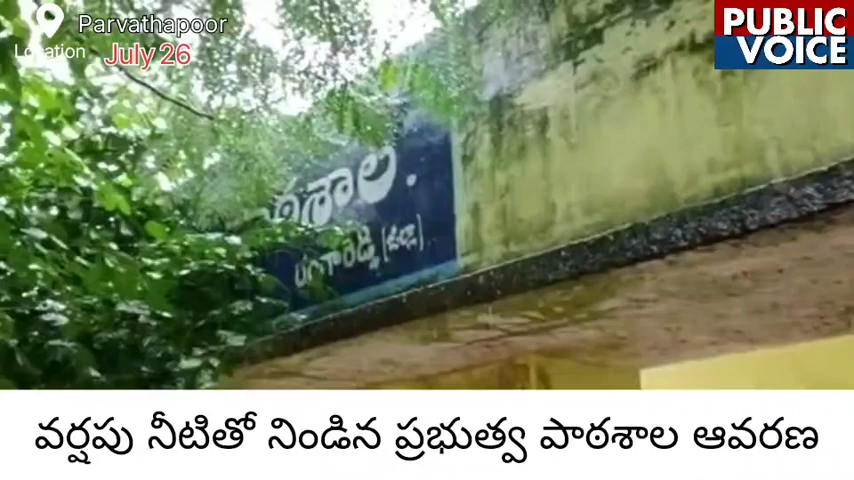 Parvathapoor
Location
July 26
PUBLIC
VOICE
శాల.
రంగారెడ్డి
వర్షపు నీటితో నిండిన ప్రభుత్వ పాఠశాల ఆవరణ